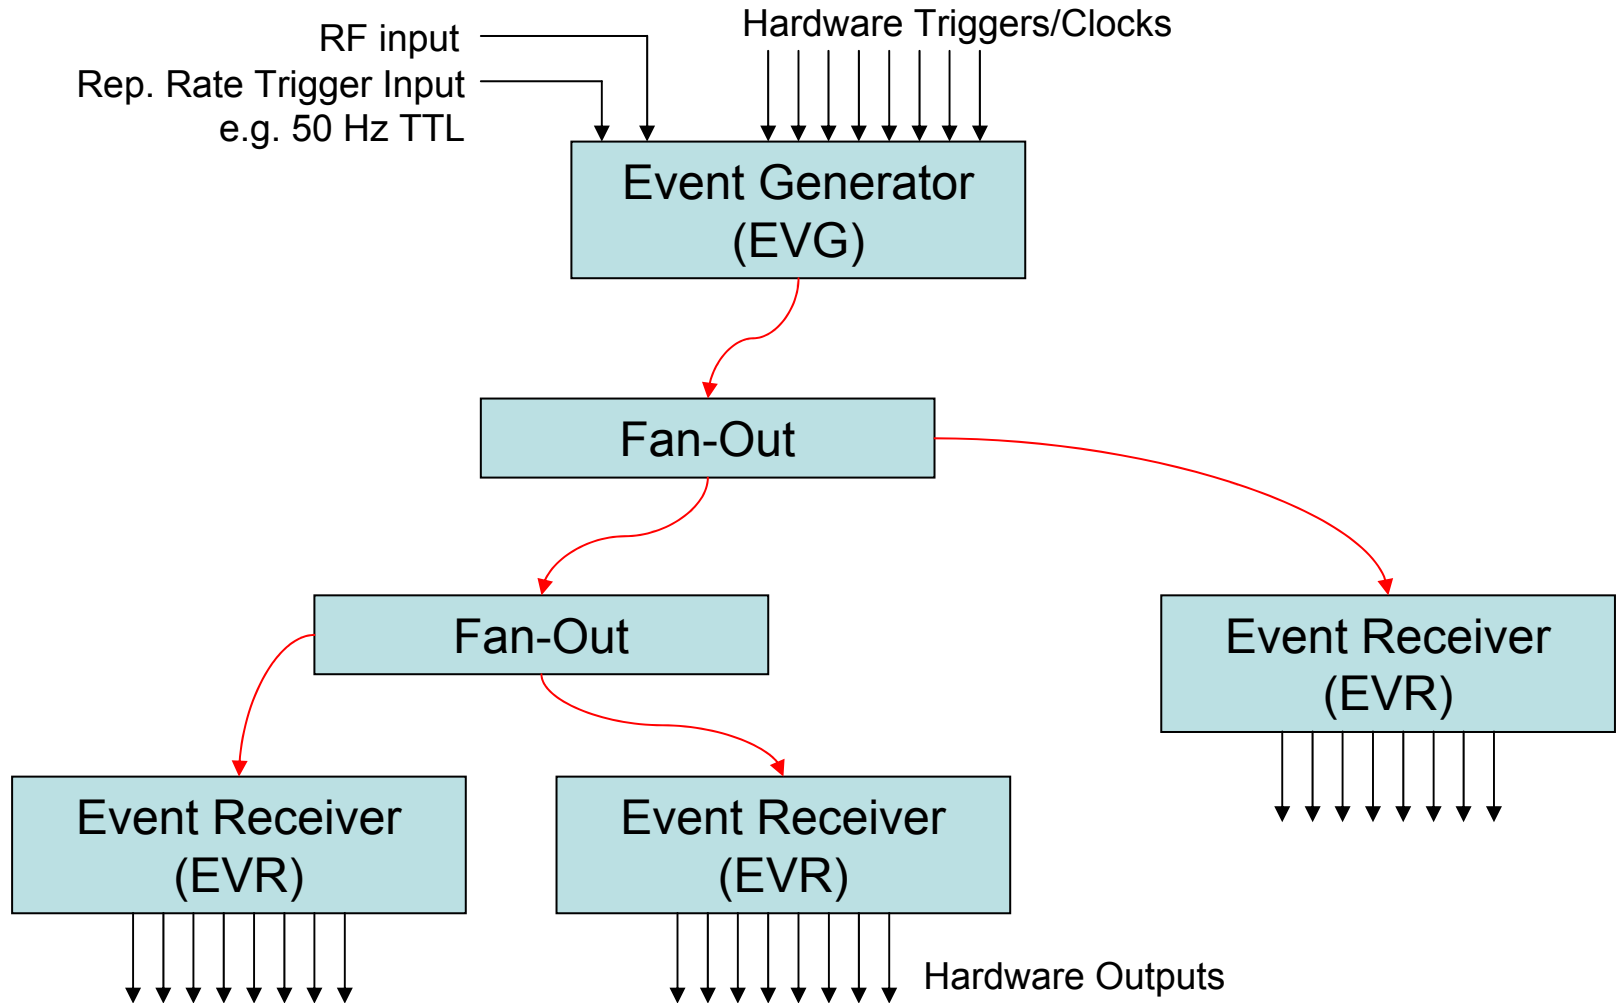 Hardware Triggers/Clocks
RF input
Rep. Rate Trigger Input
e.g. 50 Hz TTL
Event Generator
(EVG)
Fan-Out
Fan-Out
Event Receiver
(EVR)
Event Receiver
(EVR)
Event Receiver
(EVR)
Hardware Outputs